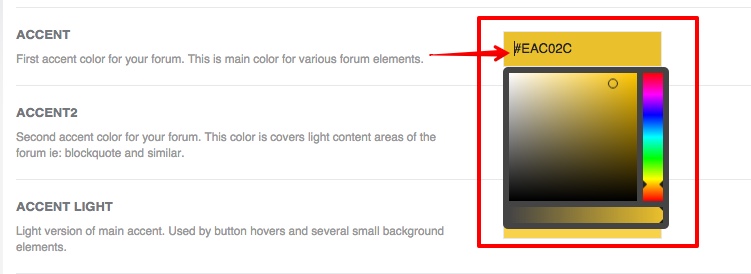 ACCENT
First accent color for your forum. This is main color for various forum elements.
#EAC02C
ACCENT2
Second accent color for your forum. This color is covers light content areas of the
forum ie: blockquote and similar.
ACCENT LIGHT
Light version of main accent. Used by button hovers and several small background
elements.